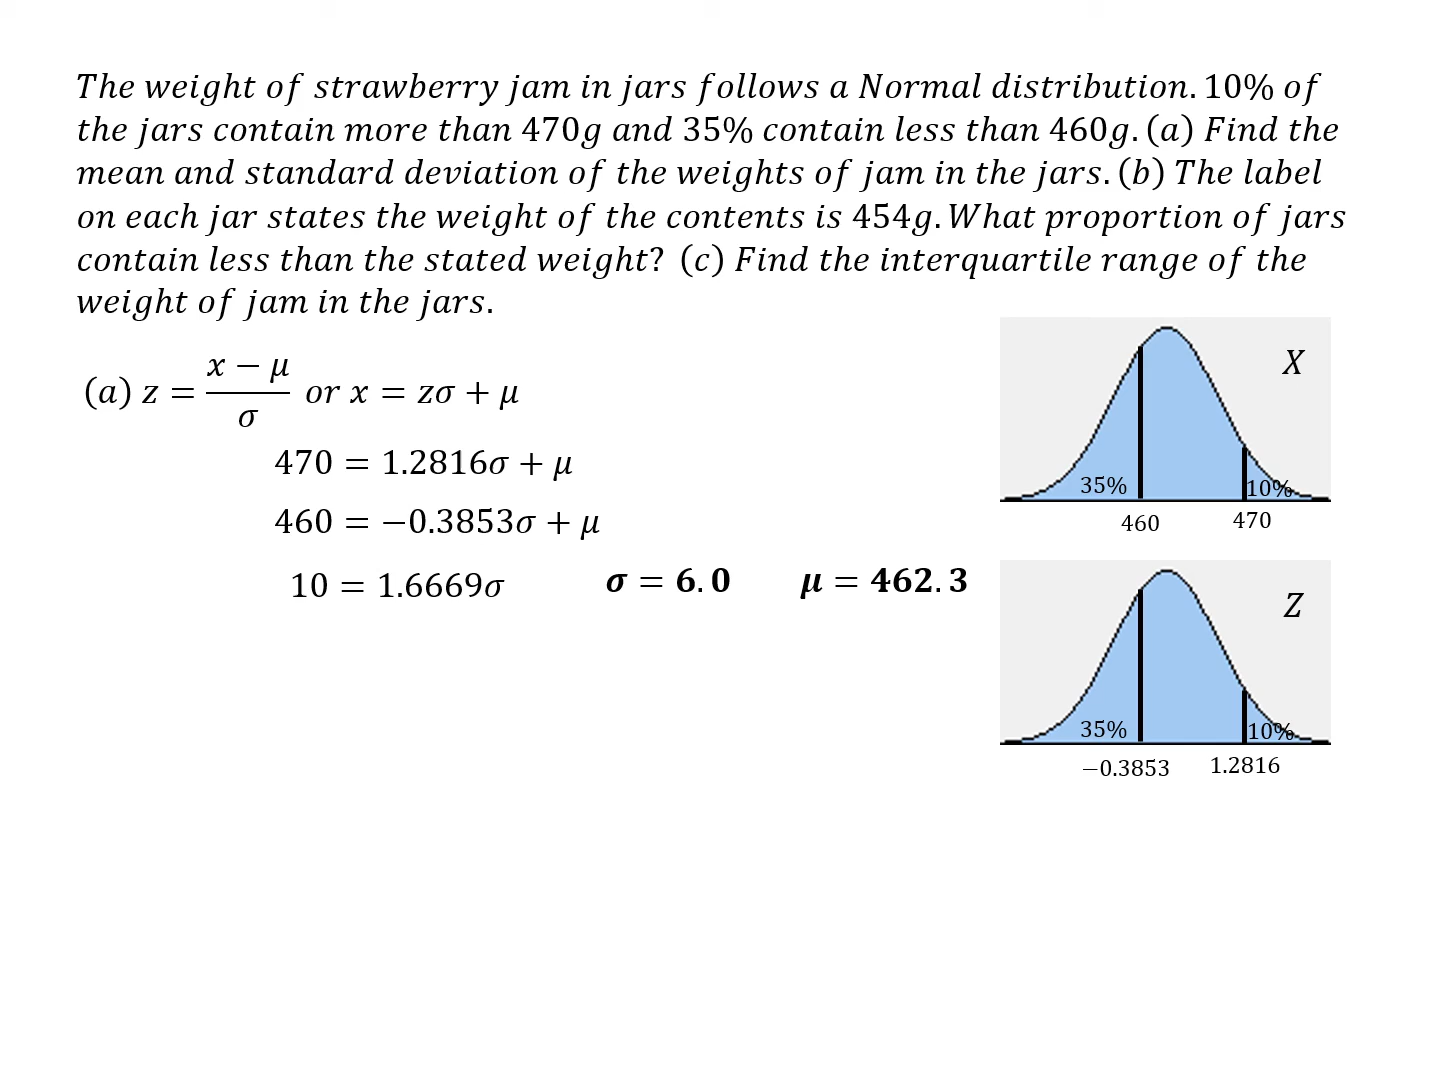 The weight of strawberry jam in jars follows a Normal distribution. 10% of
the jars contain more than 470g and 35% contain less than 460g. (a) Find the
mean and standard deviation of the weights of jam in the jars. (b) The label
on each jar states the weight of the contents is 454g. What proportion of jars
contain less than the stated weight? (c) Find the interquartile range of the
weight of jam in the jars.
(a) z = (x − μ)/σ or x = zσ + μ
470 = 1.2816σ + μ
460 = −0.3853σ + μ
10 = 1.6669σ σ = 6.0 μ = 462.3
X
35% 10%
460 470
Z
35% 10%
−0.3853 1.2816